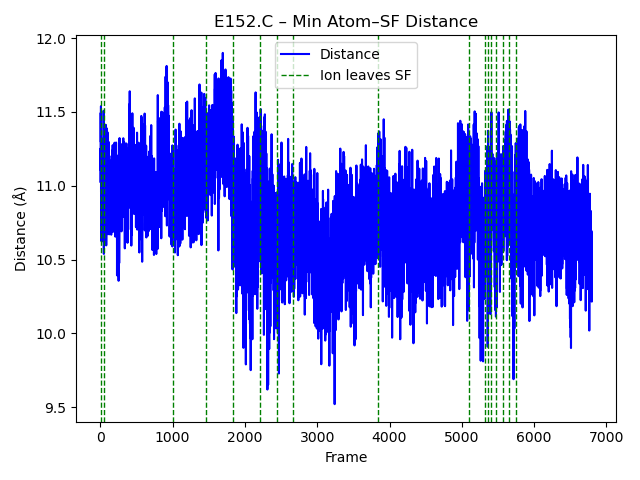 E152.C – Min Atom–SF Distance
Distance
Ion leaves SF
Distance (Å)
12.0
11.5
11.0
10.5
10.0
9.5
0 1000 2000 3000 4000 5000 6000 7000
Frame